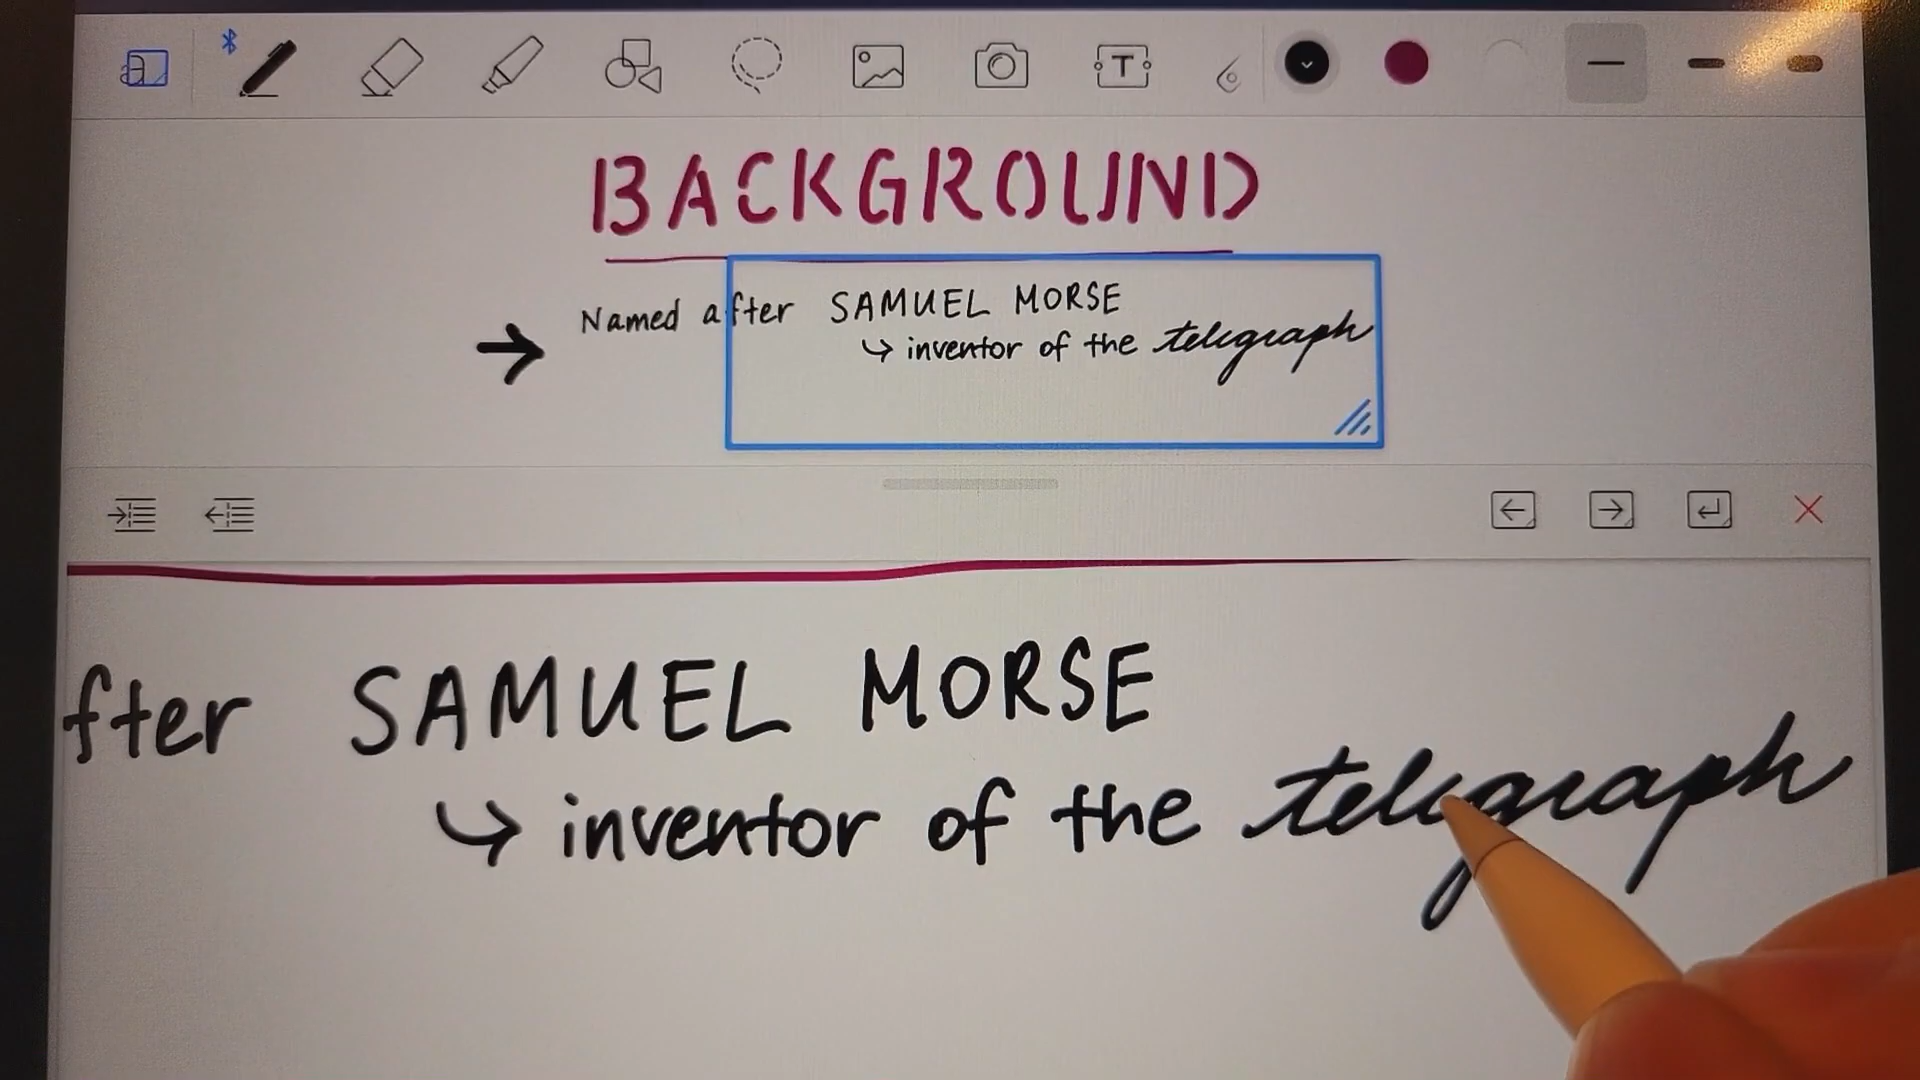 T
BACKGROUND
Named after SAMUEL MORSE
inventor of the telegraph
fter SAMUEL MORSE
inventor of the telegraph